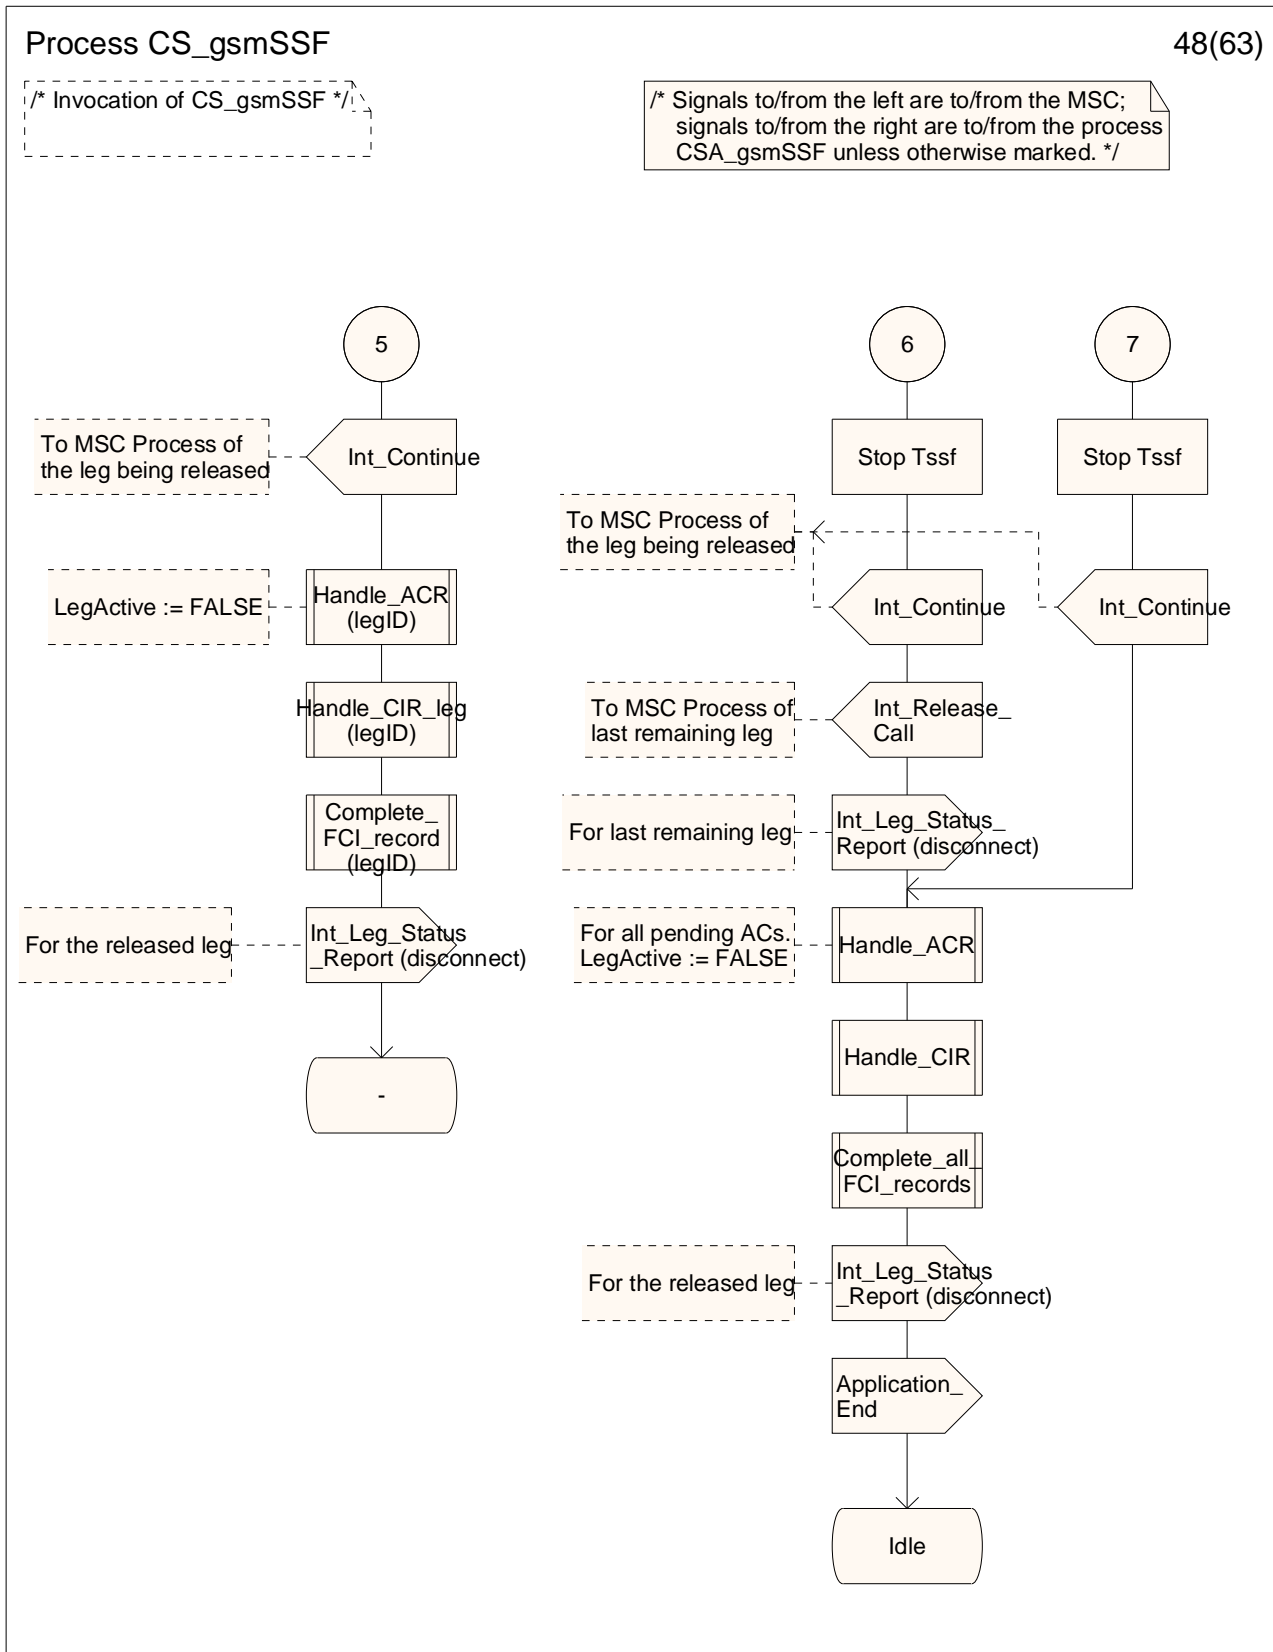 Process CS_gsmSSF
48(63)
/* Invocation of CS_gsmSSF */
/* Signals to/from the left are to/from the MSC;
signals to/from the right are to/from the process
CSA_gsmSSF unless otherwise marked. */
5
To MSC Process of
the leg being released
Int_Continue
LegActive := FALSE
Handle_ACR
(legID)
Handle_CIR_leg
(legID)
Complete_
FCI_record
(legID)
For the released leg
Int_Leg_Status
_Report (disconnect)
-
6
7
Stop Tssf
Stop Tssf
To MSC Process of
the leg being released
Int_Continue
Int_Continue
To MSC Process of
last remaining leg
Int_Release_
Call
For last remaining leg
Int_Leg_Status_
Report (disconnect)
For all pending ACs.
LegActive := FALSE
Handle_ACR
Handle_CIR
Complete_all_
FCI_records
For the released leg
Int_Leg_Status
_Report (disconnect)
Application_
End
Idle